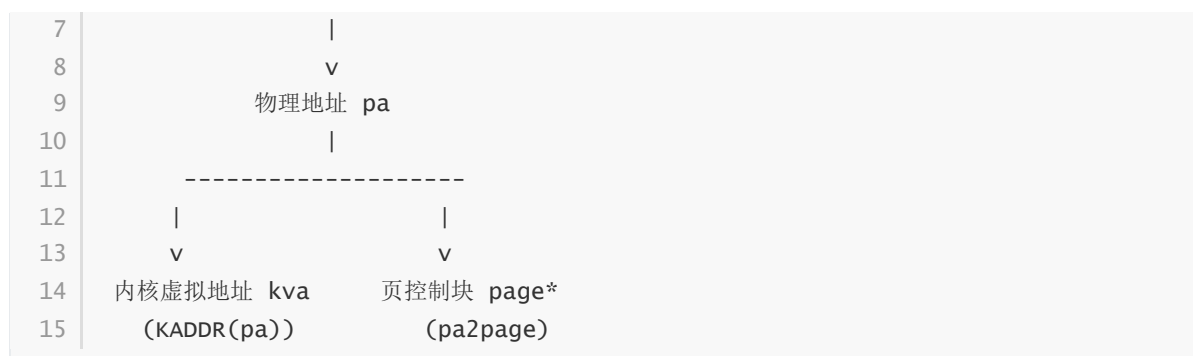 7 |
8 v
9 物理地址 pa
10 |
11 --------------------
12 | |
13 v v
14 内核虚拟地址 kva 页控制块 page*
15 (KADDR(pa)) (pa2page)